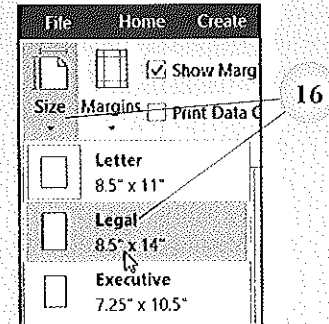 File Home Create
Show Marg
Size Margins Print Data
16
Letter
8.5" x 11"
Legal
8.5" x 14"
Executive
7.25" x 10.5"